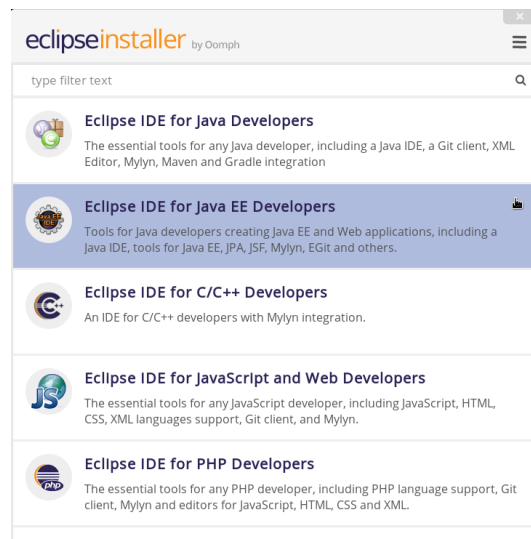 eclipseinstaller by Oomph
type filter text
Eclipse IDE for Java Developers
The essential tools for any Java developer, including a Java IDE, a Git client, XML
Editor, Mylyn, Maven and Gradle integration
Java EE
IDE
Eclipse IDE for Java EE Developers
Tools for Java developers creating Java EE and Web applications, including a
Java IDE, tools for Java EE, JPA, JSF, Mylyn, EGit and others.
C++
Eclipse IDE for C/C++ Developers
An IDE for C/C++ developers with Mylyn integration.
JS
Eclipse IDE for JavaScript and Web Developers
The essential tools for any JavaScript developer, including JavaScript, HTML,
CSS, XML languages support, Git client, and Mylyn.
php
Eclipse IDE for PHP Developers
The essential tools for any PHP developer, including PHP language support, Git
client, Mylyn and editors for JavaScript, HTML, CSS and XML.